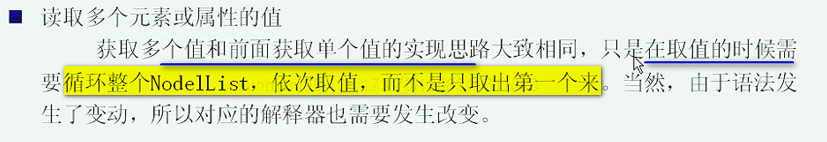 读取多个元素或属性的值
获取多个值和前面获取单个值的实现思路大致相同，只是在取值的时候需
要循环整个NodelList，依次取值，而不是只取出第一个来。当然，由于语法发
生了变动，所以对应的解释器也需要发生改变。